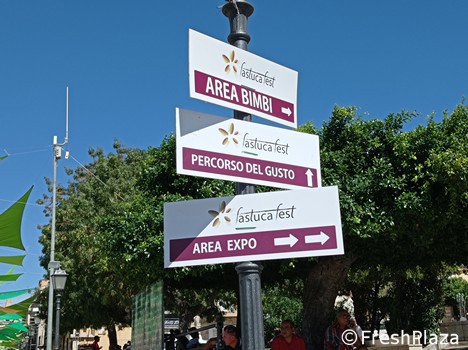 fastuca fest
AREA BIMBI
fastuca fest
PERCORSO DEL GUSTO
fastuca fest
AREA EXPO
©FreshPlaza